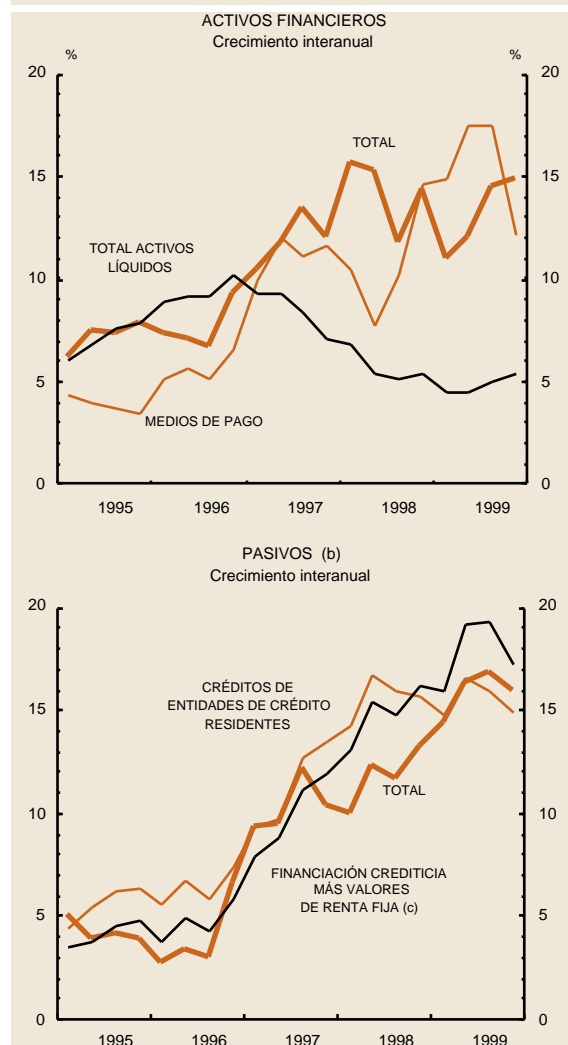 ACTIVOS FINANCIEROS
Crecimiento interanual
% %
20 20
TOTAL
15 15
TOTAL ACTIVOS
LÍQUIDOS
10 10
5 5
MEDIOS DE PAGO
0 0
1995 1996 1997 1998 1999
PASIVOS (b)
Crecimiento interanual
20 20
CRÉDITOS DE
ENTIDADES DE CRÉDITO
RESIDENTES
15 15
TOTAL
10 10
FINANCIACIÓN CREDITICIA
MÁS VALORES
DE RENTA FIJA (c)
5 5
0 0
1995 1996 1997 1998 1999